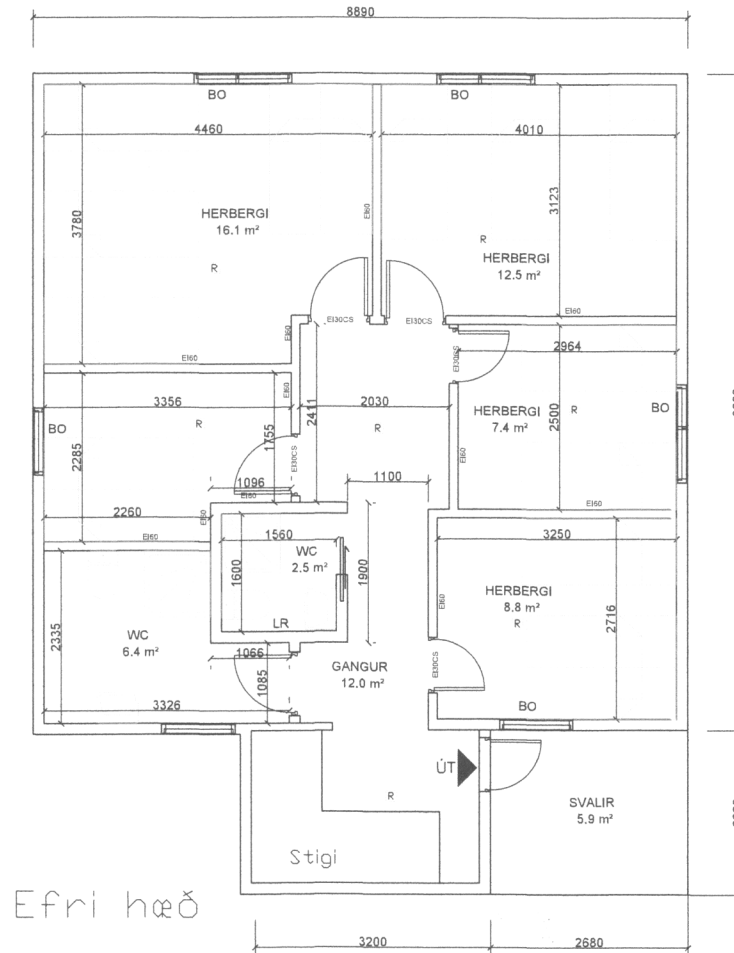 8890
BO
BO
4460
4010
3780
HERBERGI
16.1 m²
R
EI60
3123
R
HERBERGI
12.5 m²
EI30CS
EI30CS
EI60
EI60
EI60
EI30CS
2964
3356
EI60
2411
2030
R
BO
R
2285
1755
EI30CS
HERBERGI
7.4 m²
R
2500
BO
EI60
1096
EI60
1100
2260
EI60
EI60
EI60
1560
WC
2.5 m²
1600
1900
LR
3250
HERBERGI
8.8 m²
R
EI60
2716
2335
WC
6.4 m²
1066
1085
GANGUR
12.0 m²
EI30CS
3326
BO
ÚT
R
SVALIR
5.9 m²
Stigi
Efri hæð
3200
2680